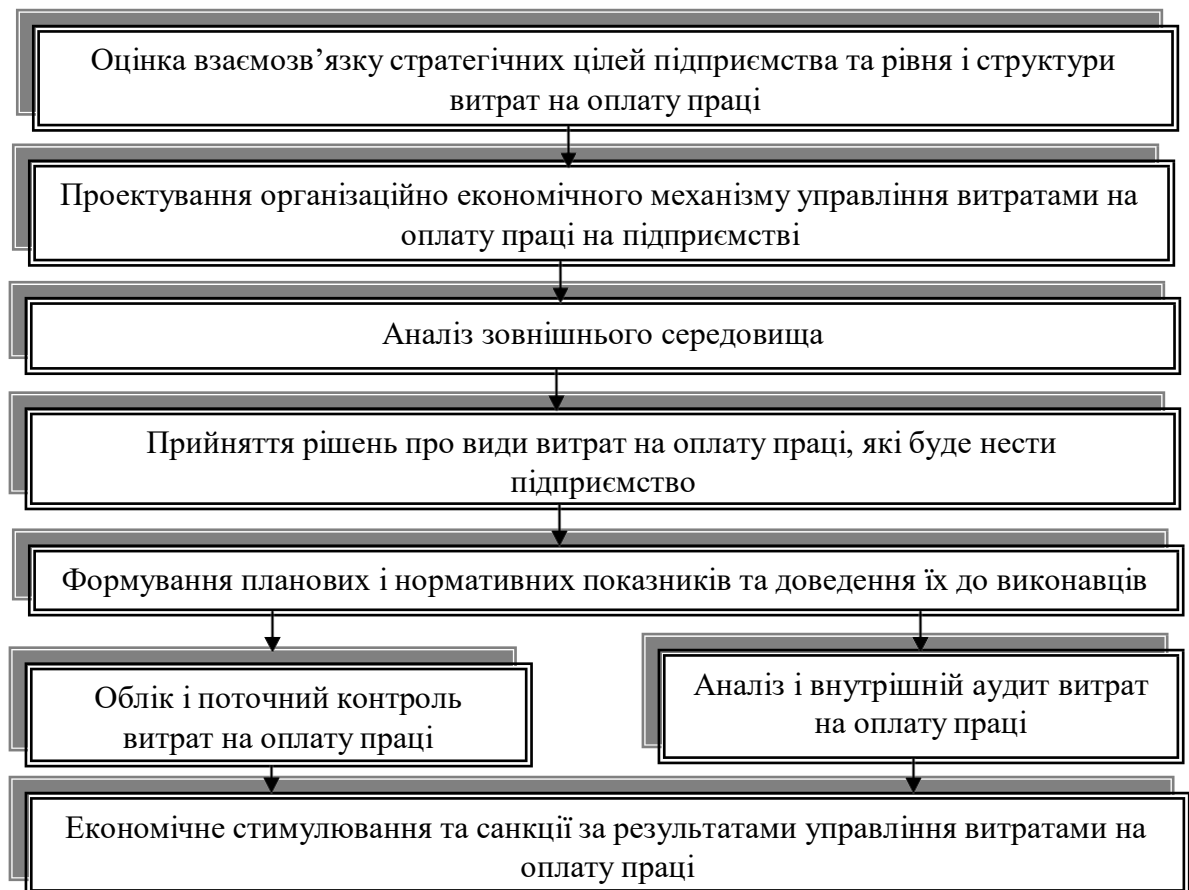 Оцінка взаємозв’язку стратегічних цілей підприємства та рівня і структури
витрат на оплату праці
Проектування організаційно економічного механізму управління витратами на
оплату праці на підприємстві
Аналіз зовнішнього середовища
Прийняття рішень про види витрат на оплату праці, які буде нести
підприємство
Формування планових і нормативних показників та доведення їх до виконавців
Облік і поточний контроль
витрат на оплату праці
Аналіз і внутрішній аудит витрат
на оплату праці
Економічне стимулювання та санкції за результатами управління витратами на
оплату праці